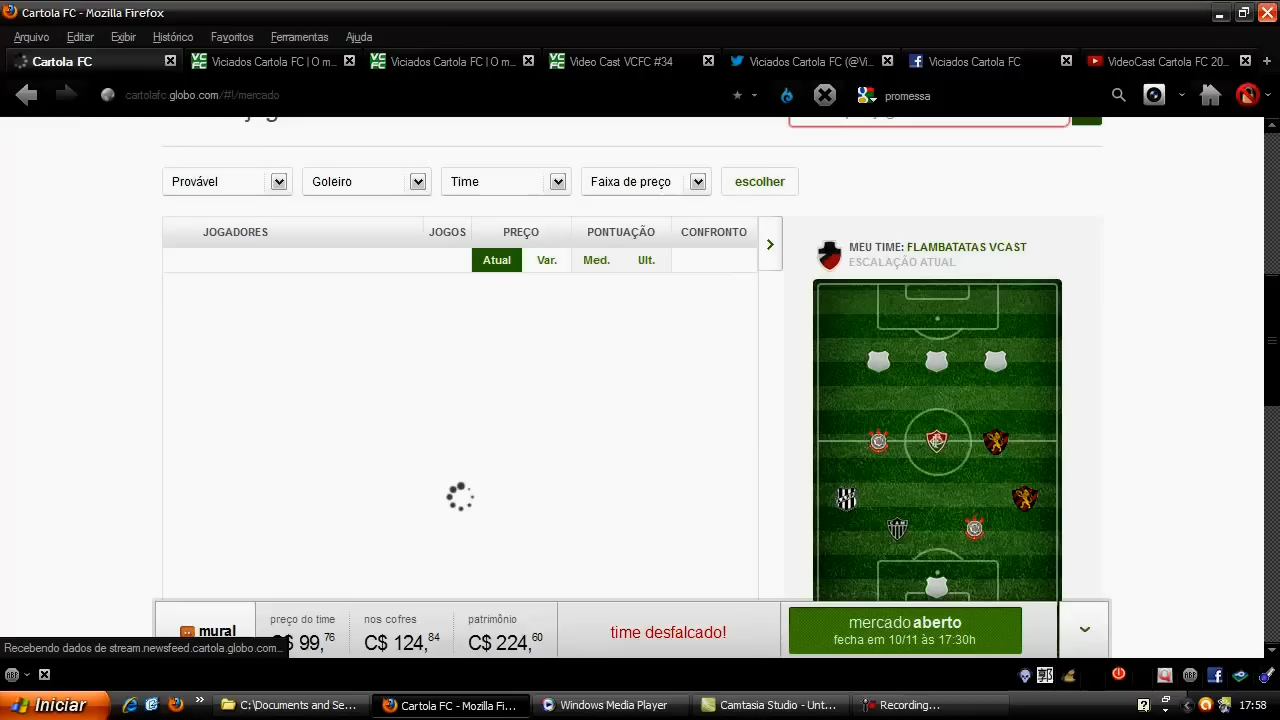 Cartola FC - Mozilla Firefox
Arquivo Editar Exibir Histórico Favoritos Ferramentas Ajuda
Cartola FC
Viciados Cartola FC | O m...
Viciados Cartola FC | O m...
Video Cast VCFC #34
Viciados Cartola FC (@Vi...
Viciados Cartola FC
VideoCast Cartola FC 20...
cartolafc.globo.com/#!/mercado
promessa
Provável Goleiro Time Faixa de preço escolher
JOGADORES JOGOS PREÇO PONTUAÇÃO CONFRONTO
Atual Var. Med. Ult.
MEU TIME: FLAMBATATAS VCAST
ESCALAÇÃO ATUAL
mural
preço do time
C$ 99,76
nos cofres
C$ 124,84
patrimônio
C$ 224,60
time desfalcado!
mercado aberto
fecha em 10/11 às 17:30h
Recebendo dados de stream.newsfeed.cartola.globo.com...
Iniciar
C:\Documents and Se...
Cartola FC - Mozilla Fi...
Windows Media Player
Camtasia Studio - Unt...
Recording...
17:58